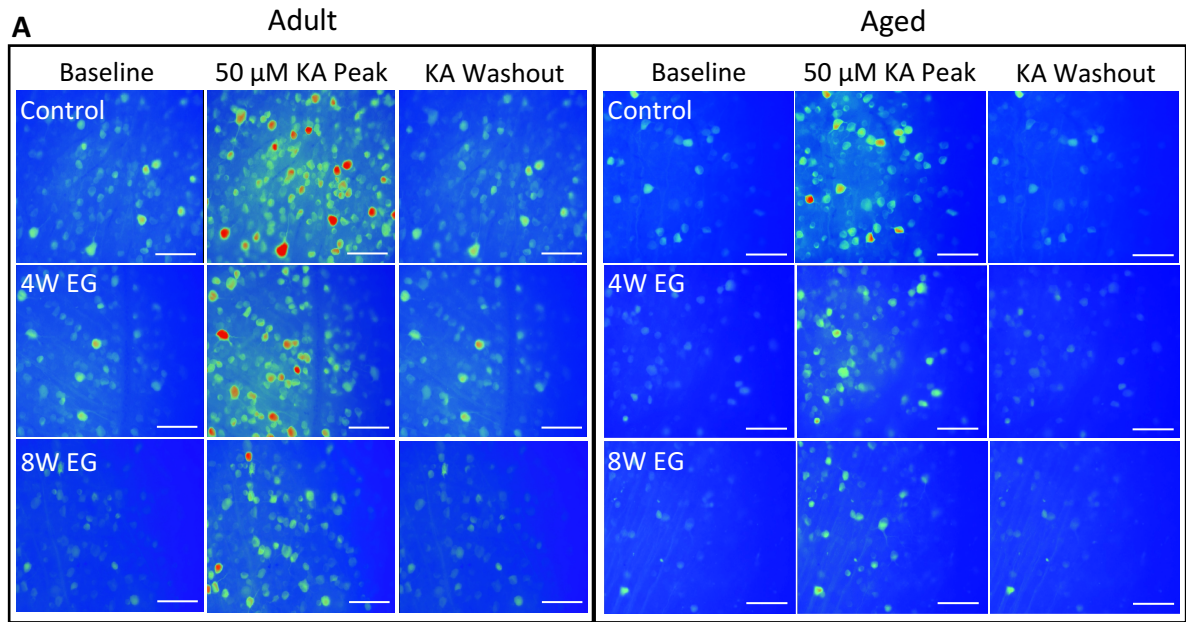 A
Adult
Aged
Baseline
50 µM KA Peak
KA Washout
Baseline
50 µM KA Peak
KA Washout
Control
Control
4W EG
4W EG
8W EG
8W EG